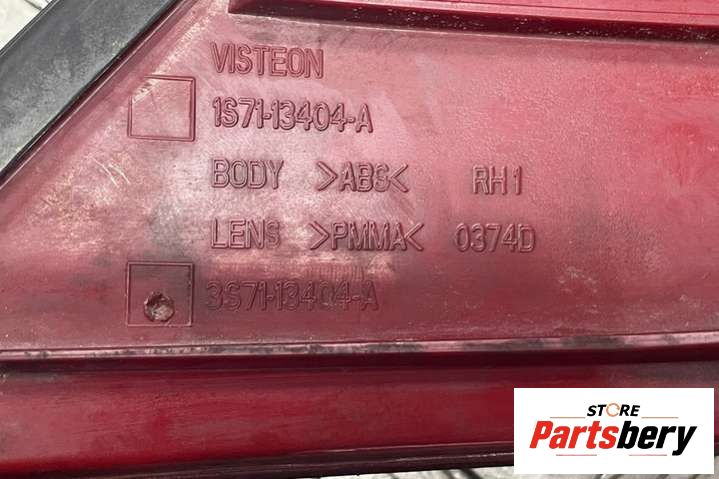 VISTEON
1S71-13404-A
BODY >ABS< RH1
LENS >PMMA< 0374D
3S71-13404-A
STORE
Partsbery